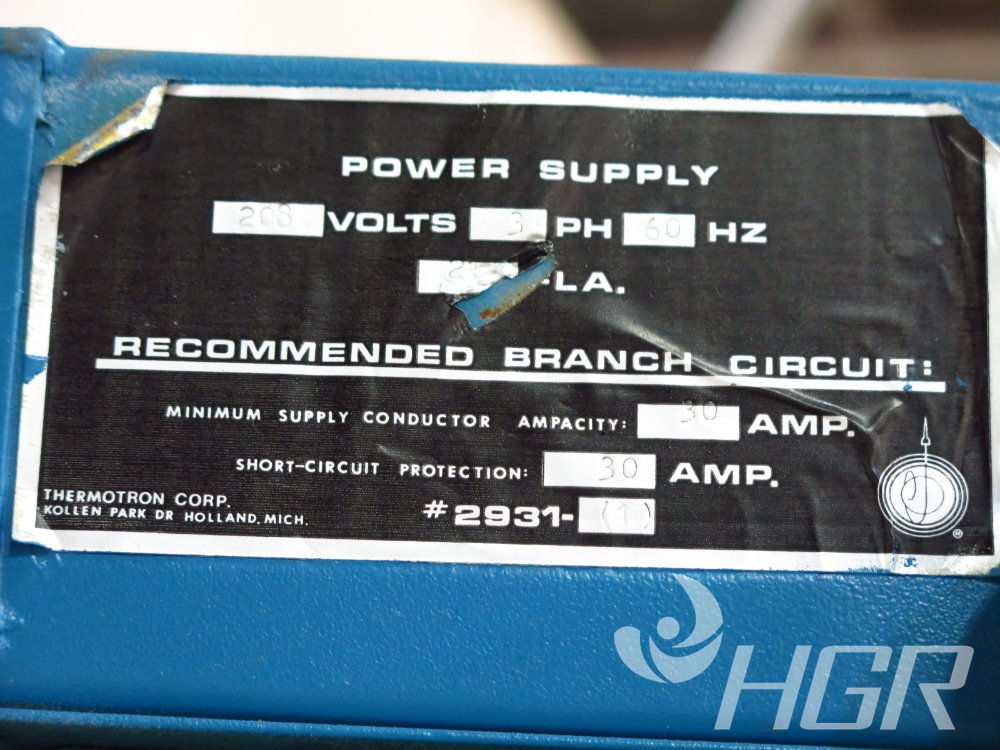 POWER SUPPLY
208 VOLTS 3 PH 60 HZ
LA.
RECOMMENDED BRANCH CIRCUIT:
MINIMUM SUPPLY CONDUCTOR AMPACITY: 30 AMP.
SHORT-CIRCUIT PROTECTION: 30 AMP.
THERMOTRON CORP.
KOLLEN PARK DR HOLLAND, MICH.
#2931-(1)
®
HGR